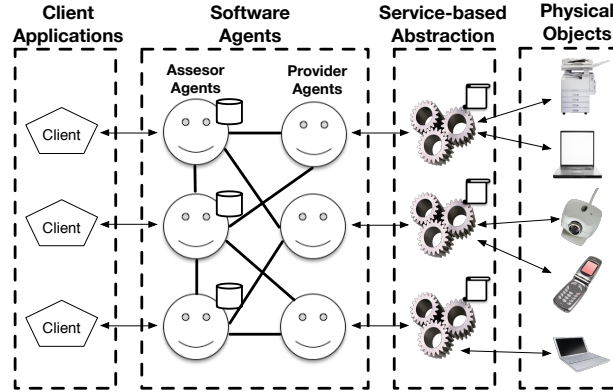 Client
Applications
Software
Agents
Service-based
Abstraction
Physical
Objects
Assesor
Agents
Provider
Agents
Client
Client
Client